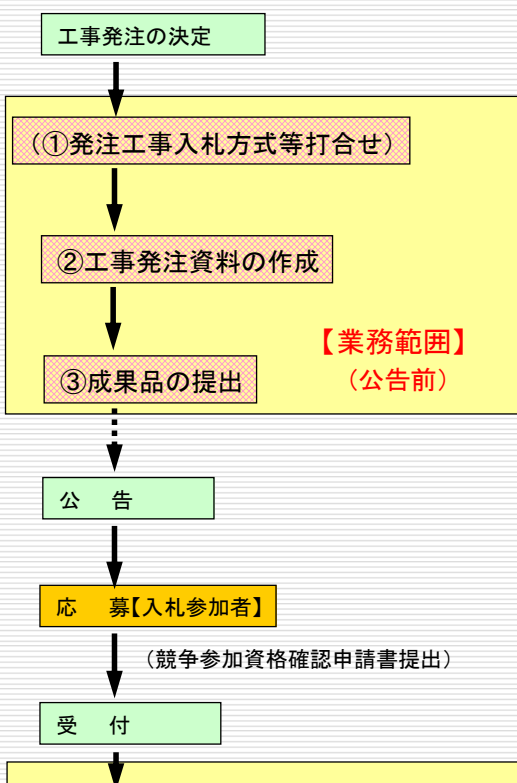 工事発注の決定
（①発注工事入札方式等打合せ）
②工事発注資料の作成
【業務範囲】
（公告前）
③成果品の提出
公　告
応　募【入札参加者】
（競争参加資格確認申請書提出）
受　付